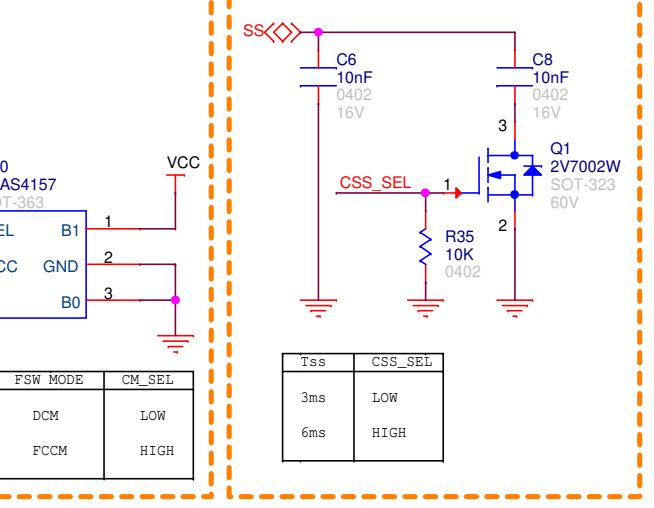 SS
C6
10nF
0402
16V
C8
10nF
0402
16V
3
Q1
2V7002W
SOT-323
60V
CSS_SEL
1
2
R35
10K
0402
0
AS4157
OT-363
VCC
EL
B1
1
CC
GND
2
B0
3
FSW MODE
CM_SEL
DCM
LOW
FCCM
HIGH
Tss
CSS_SEL
3ms
LOW
6ms
HIGH